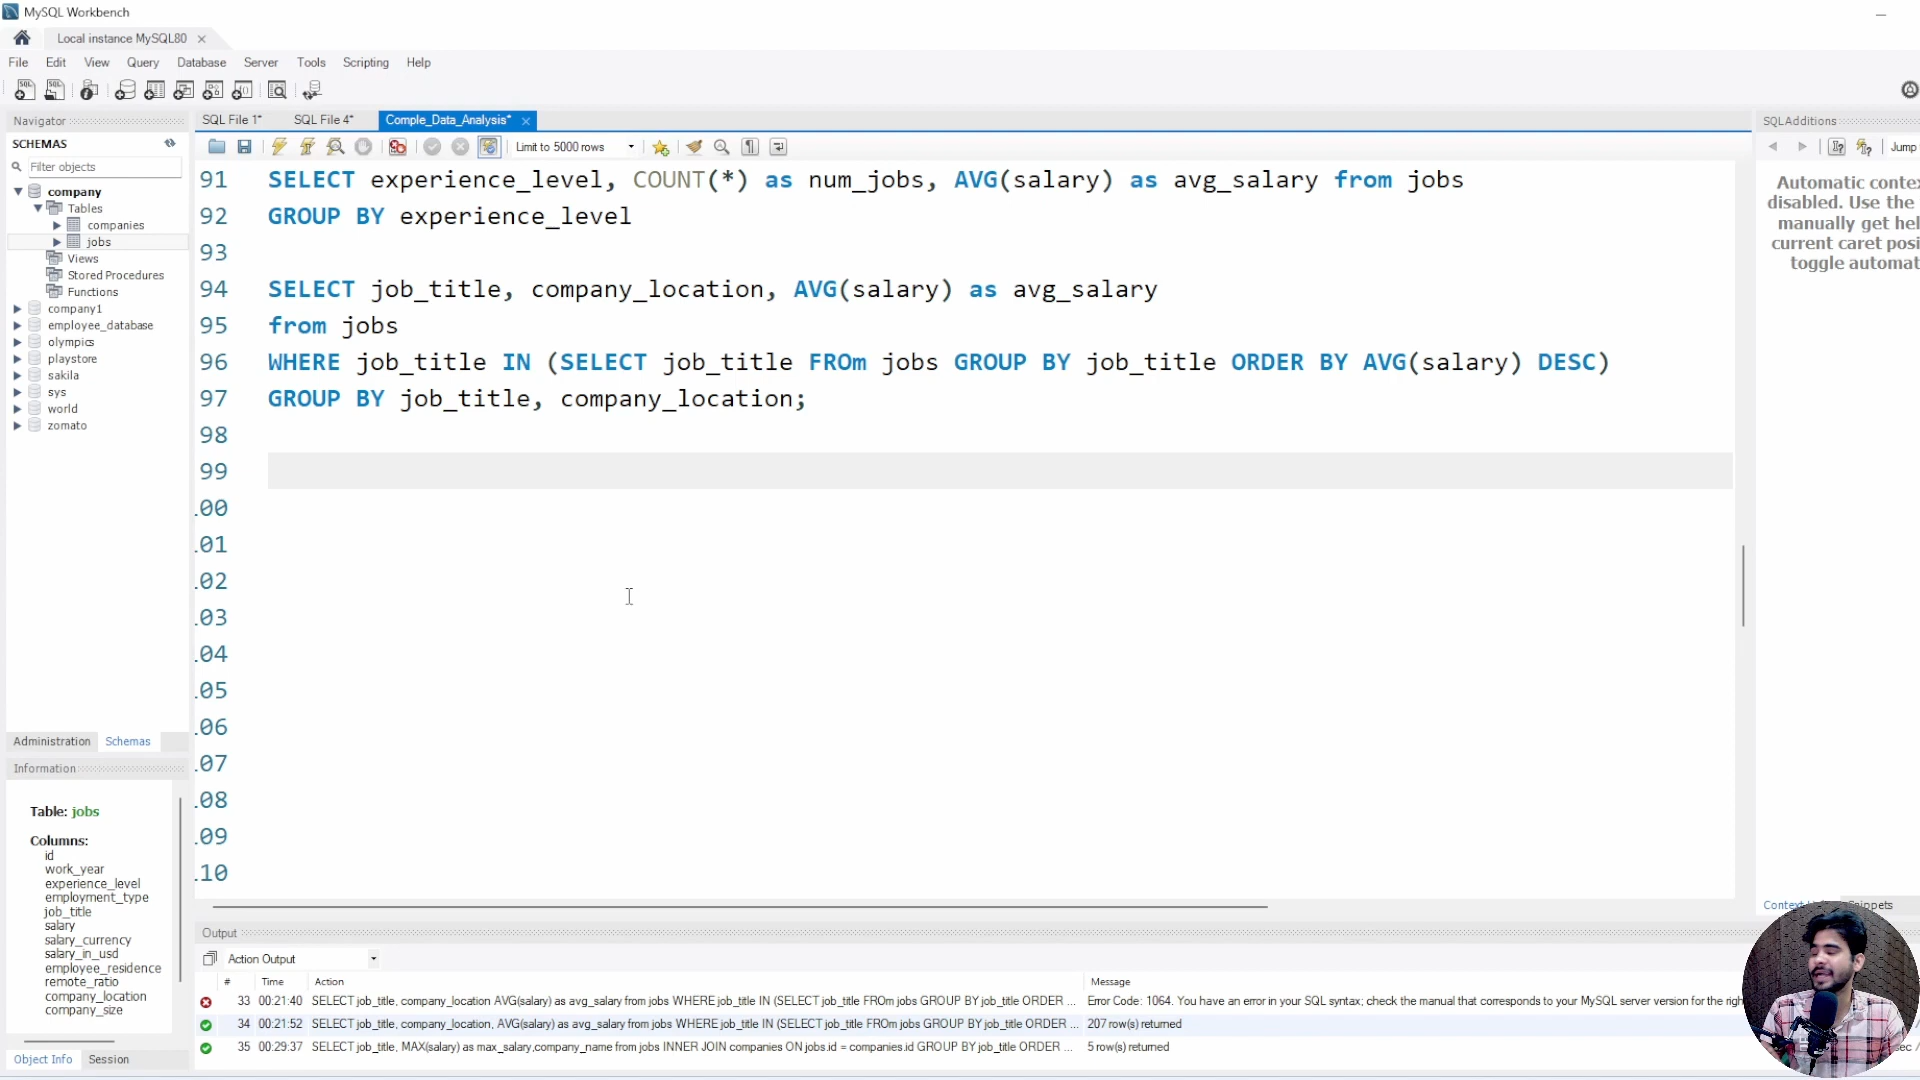 MySQL Workbench
Local instance MySQL80
File Edit View Query Database Server Tools Scripting Help
Navigator
SCHEMAS
Filter objects
company
Tables
companies
jobs
Views
Stored Procedures
Functions
company1
employee_database
olympics
playstore
sakila
sys
world
zomato
Administration Schemas
Information
Table: jobs
Columns:
id
work_year
experience_level
employment_type
job_title
salary
salary_currency
salary_in_usd
employee_residence
remote_ratio
company_location
company_size
Object Info Session
SQL File 1* SQL File 4* Comple_Data_Analysis*
Limit to 5000 rows
91 SELECT experience_level, COUNT(*) as num_jobs, AVG(salary) as avg_salary from jobs
92 GROUP BY experience_level
93
94 SELECT job_title, company_location, AVG(salary) as avg_salary
95 from jobs
96 WHERE job_title IN (SELECT job_title FROm jobs GROUP BY job_title ORDER BY AVG(salary) DESC)
97 GROUP BY job_title, company_location;
98
99
00
01
02
03
04
05
06
07
08
09
10
Output
Action Output
# Time Action Message
33 00:21:40 SELECT job_title, company_location AVG(salary) as avg_salary from jobs WHERE job_title IN (SELECT job_title FROm jobs GROUP BY job_title ORDER ... Error Code: 1064. You have an error in your SQL syntax; check the manual that corresponds to your MySQL server version for the righ
34 00:21:52 SELECT job_title, company_location, AVG(salary) as avg_salary from jobs WHERE job_title IN (SELECT job_title FROm jobs GROUP BY job_title ORDER ... 207 row(s) returned
35 00:29:37 SELECT job_title, MAX(salary) as max_salary,company_name from jobs INNER JOIN companies ON jobs.id = companies.id GROUP BY job_title ORDER ... 5 row(s) returned
SQLAdditions
Jump
Automatic contex
disabled. Use the
manually get hel
current caret posi
toggle automat
Context Snippets
sec /